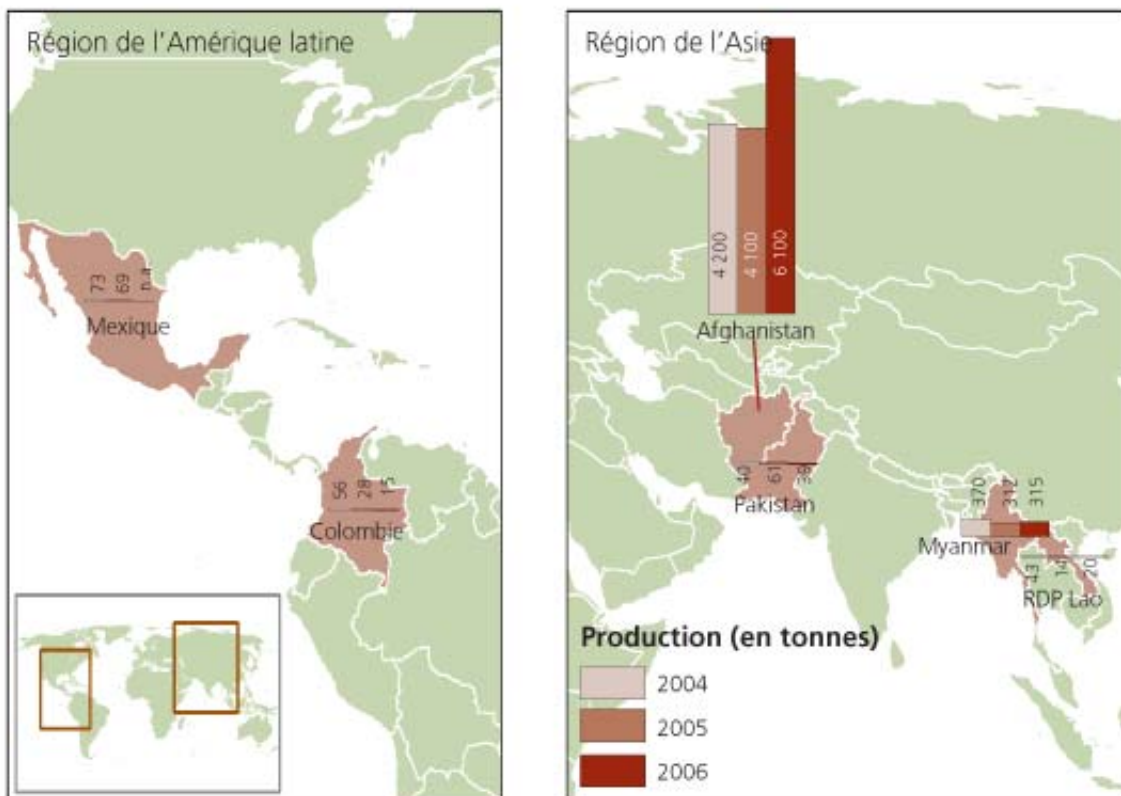 Région de l'Amérique latine
73
69
n.a
Mexique
56
28
15
Colombie
Région de l'Asie
4 200
4 100
6 100
Afghanistan
40
61
39
Pakistan
370
312
315
Myanmar
43
14
20
RDP Lao
Production (en tonnes)
2004
2005
2006